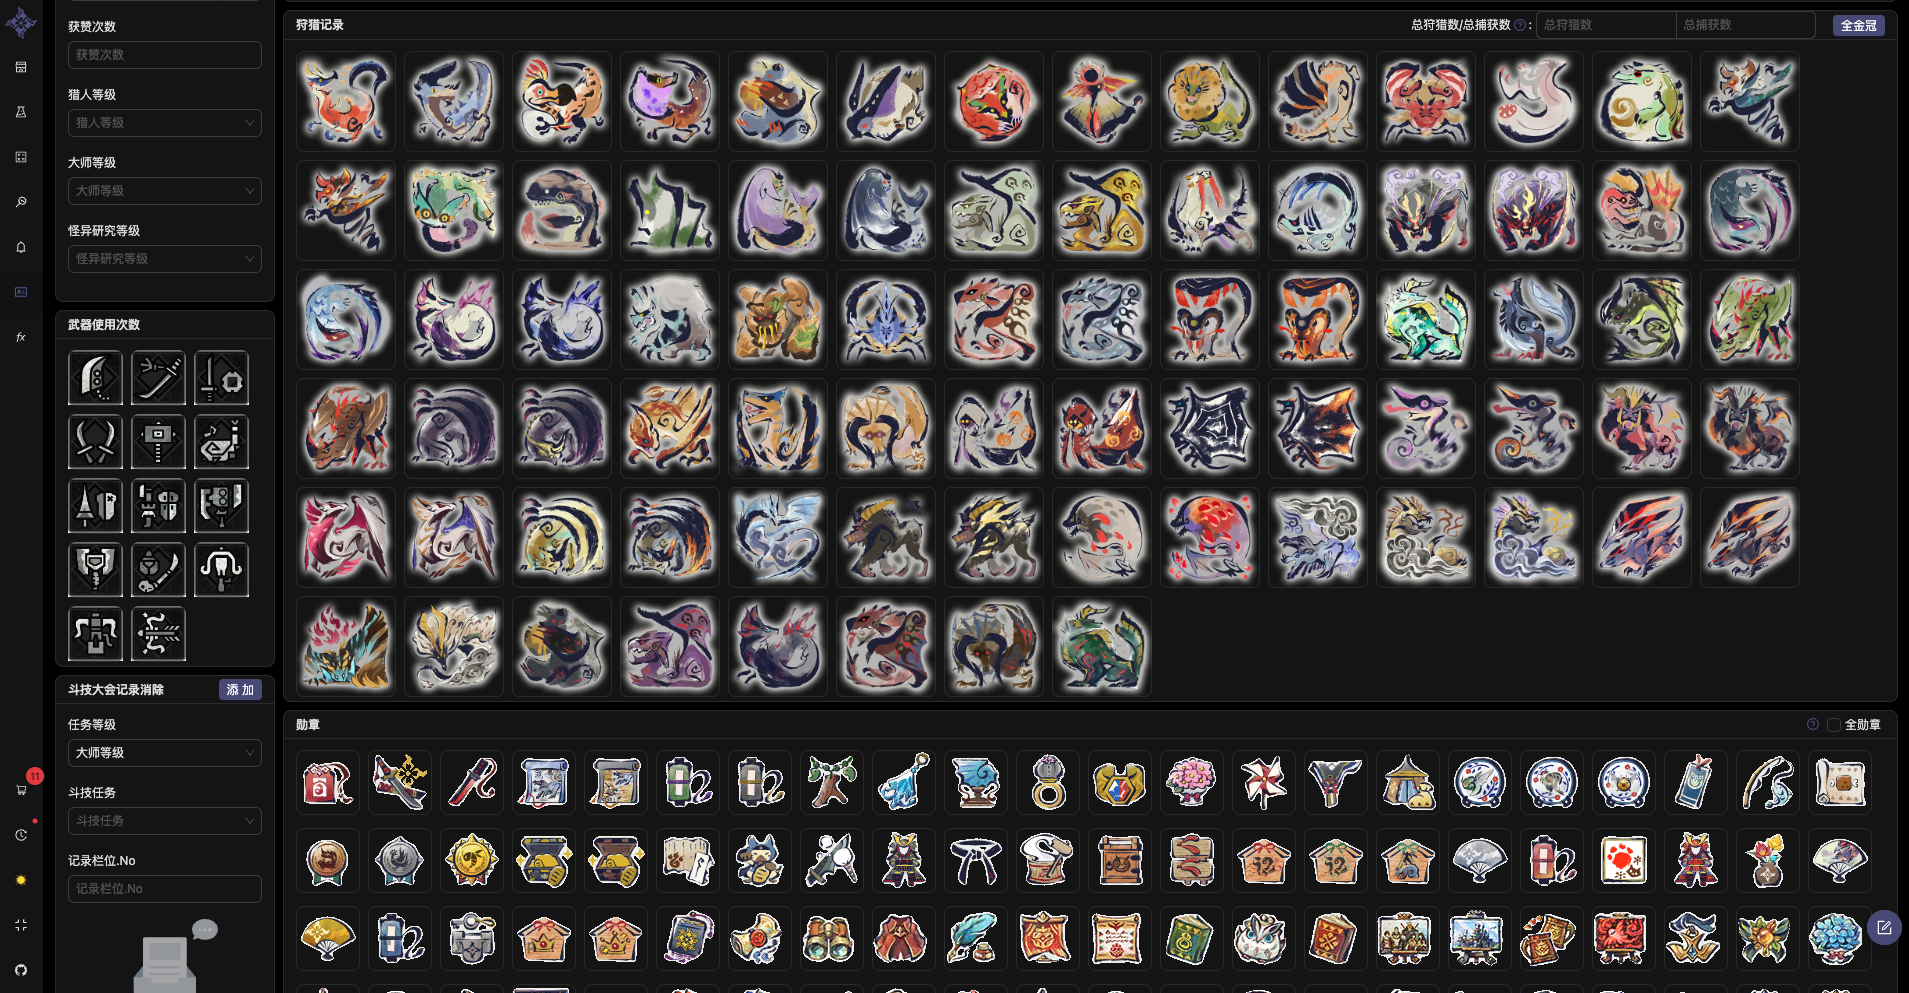 获赞次数
获赞次数
猎人等级
猎人等级
大师等级
大师等级
怪异研究等级
怪异研究等级
fx
武器使用次数
斗技大会记录消除
添 加
任务等级
大师等级
斗技任务
斗技任务
记录栏位.No
记录栏位.No
11
狩猎记录
总狩猎数/总捕获数 ? :
总狩猎数
总捕获数
全金冠
勋章
? 全勋章